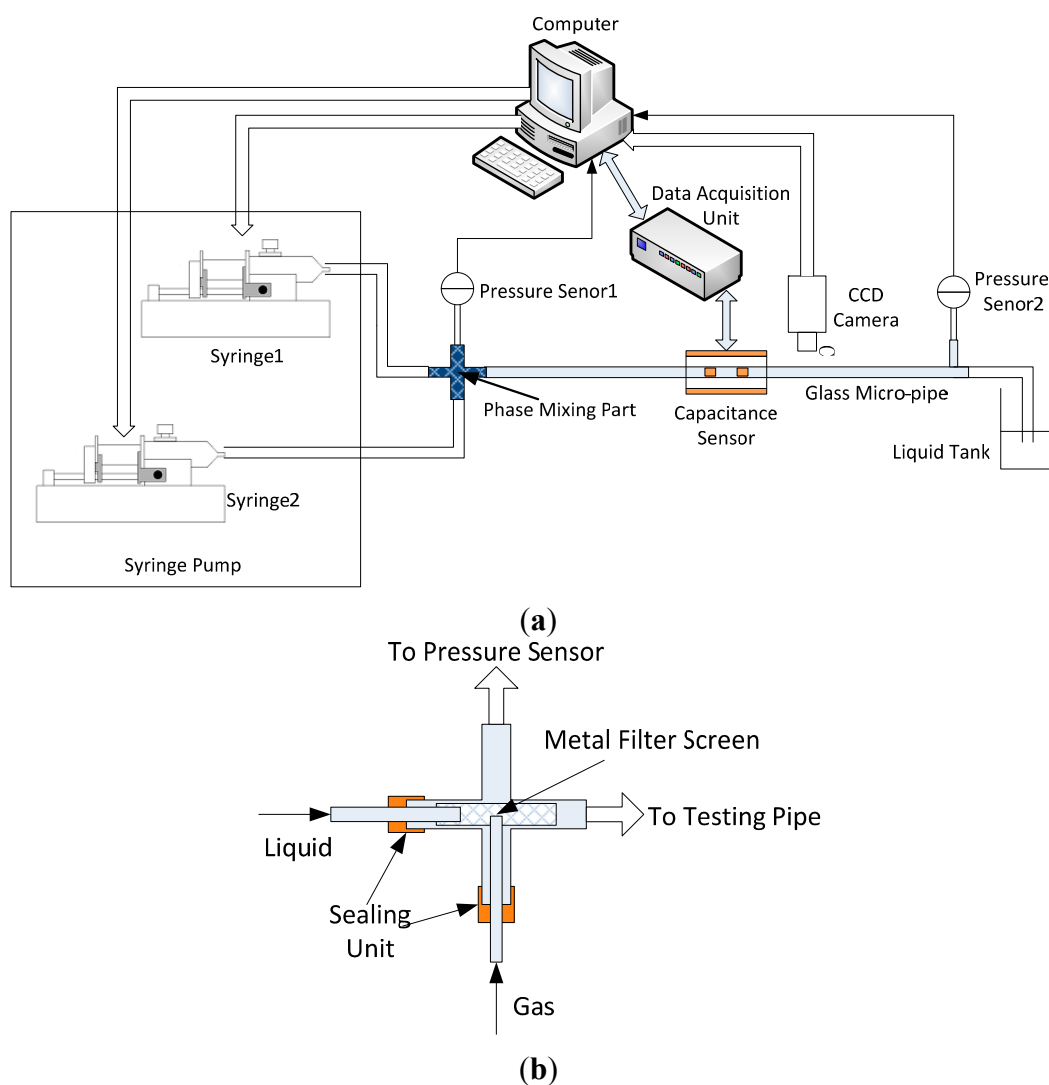 Computer
Data Acquisition
Unit
Pressure Senor1
CCD
Camera
C
Pressure
Senor2
Syringe1
Phase Mixing Part
Capacitance
Sensor
Glass Micro-pipe
Liquid Tank
Syringe2
Syringe Pump
(a)
To Pressure Sensor
Metal Filter Screen
Liquid
To Testing Pipe
Sealing
Unit
Gas
(b)